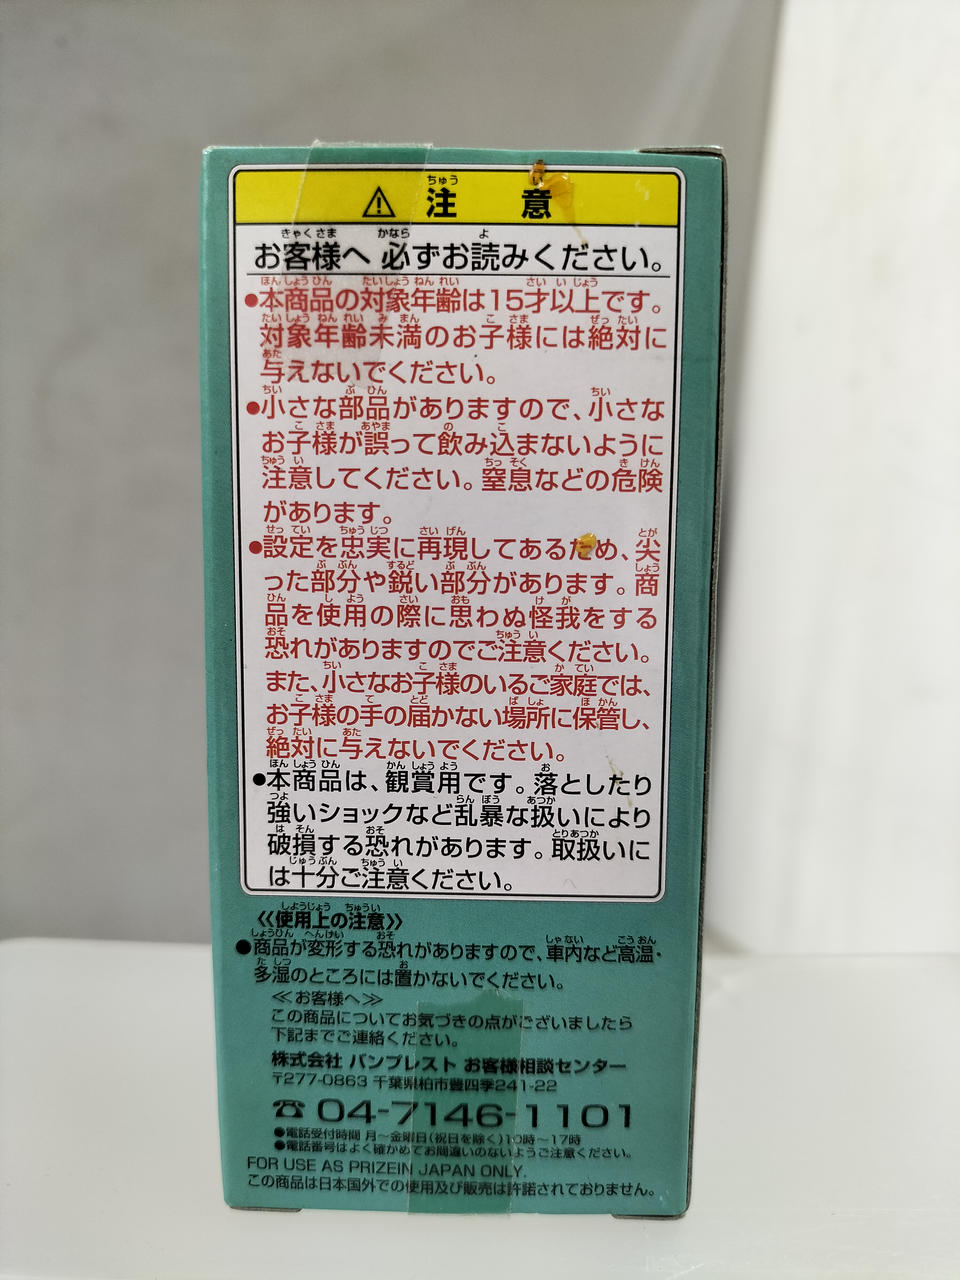 ⚠ 注意
お客様へ 必ずお読みください。
●本商品の対象年齢は15才以上です。
対象年齢未満のお子様には絶対に
与えないでください。
●小さな部品がありますので、小さな
お子様が誤って飲み込まないように
注意してください。窒息などの危険
があります。
●設定を忠実に再現してあるため、尖
った部分や鋭い部分があります。商
品を使用の際に思わぬ怪我をする
恐れがありますのでご注意ください。
また、小さなお子様のいるご家庭では、
お子様の手の届かない場所に保管し、
絶対に与えないでください。
●本商品は、観賞用です。落としたり
強いショックなど乱暴な扱いにより
破損する恐れがあります。取扱いに
は十分ご注意ください。
≪使用上の注意≫
●商品が変形する恐れがありますので、車内など高温・
多湿のところには置かないでください。
≪お客様へ≫
この商品についてお気づきの点がございましたら
下記までご連絡ください。
株式会社 バンプレスト お客様相談センター
〒277-0863 千葉県柏市豊四季241-22
☎ 04-7146-1101
●電話受付時間 月～金曜日(祝日を除く)10時～17時
●電話番号はよく確かめてお間違いのないようご注意ください。
FOR USE AS PRIZEIN JAPAN ONLY.
この商品は日本国外での使用及び販売は許諾されておりません。